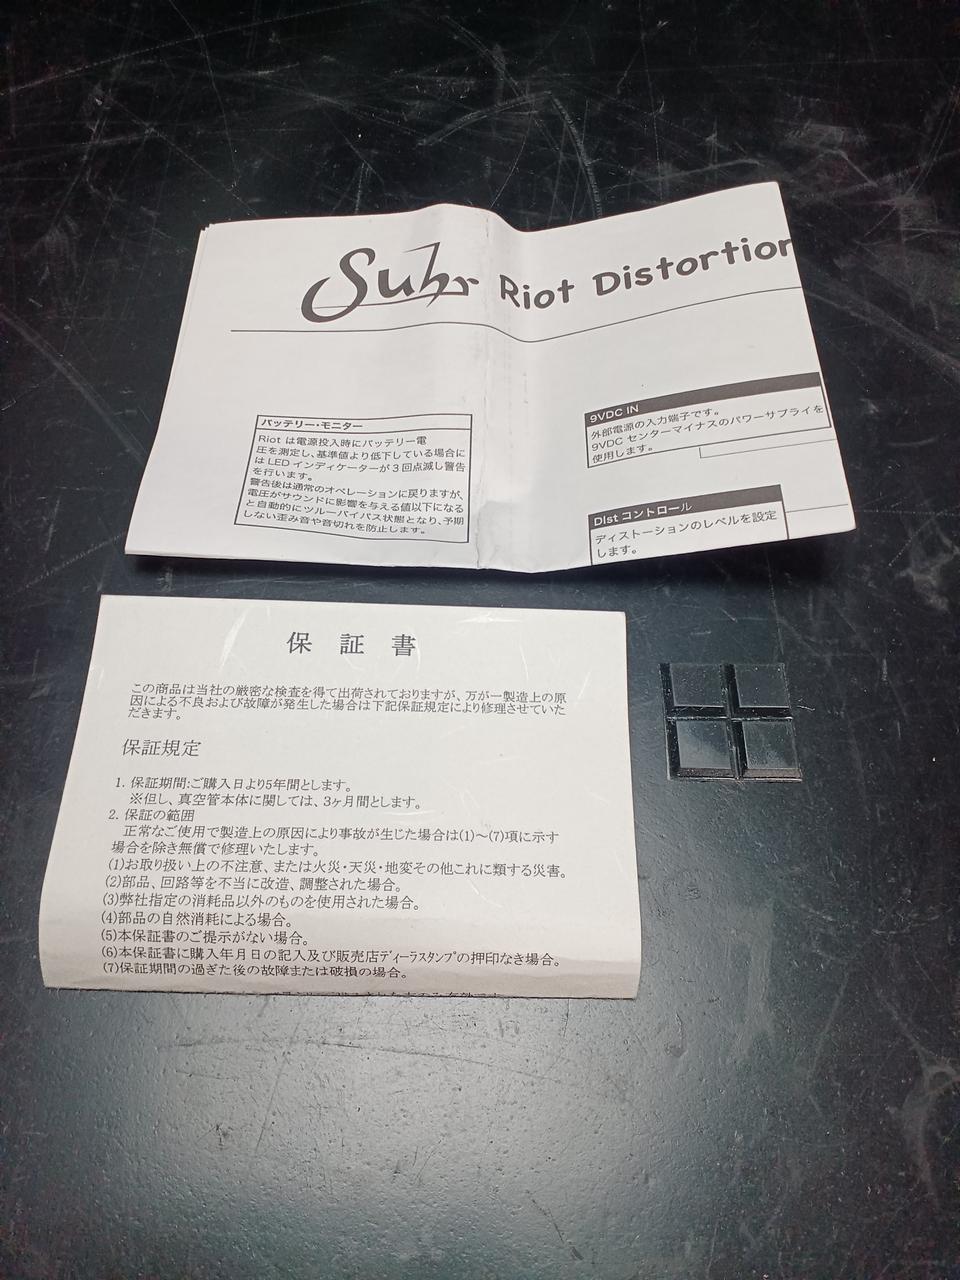 Suhr Riot Distortion
バッテリー・モニター
Riot は電源投入時にバッテリー電
圧を測定し、基準値より低下している場合に
は LED インディケーターが3回点滅し警告
を行います。
警告後は通常のオペレーションに戻りますが、
電圧がサウンドに影響を与える値以下になる
と自動的にツルーバイパス状態となり、予期
しない歪み音や音切れを防止します。
9VDC IN
外部電源の入力端子です。
9VDC センターマイナスのパワーサプライを
使用します。
DIst コントロール
ディストーションのレベルを設定
します。
保 証 書
この商品は当社の厳密な検査を得て出荷されておりますが、万が一製造上の原
因による不良および故障が発生した場合は下記保証規定により修理させていた
だきます。
保証規定
1. 保証期間:ご購入日より5年間とします。
※但し、真空管本体に関しては、3ヶ月間とします。
2. 保証の範囲
正常なご使用で製造上の原因により事故が生じた場合は(1)～(7)項に示す
場合を除き無償で修理いたします。
(1)お取り扱い上の不注意、または火災・天災・地変その他これに類する災害。
(2)部品、回路等を不当に改造、調整された場合。
(3)弊社指定の消耗品以外のものを使用された場合。
(4)部品の自然消耗による場合。
(5)本保証書のご提示がない場合。
(6)本保証書に購入年月日の記入及び販売店ディーラスタンプの押印なき場合。
(7)保証期間の過ぎた後の故障または破損の場合。